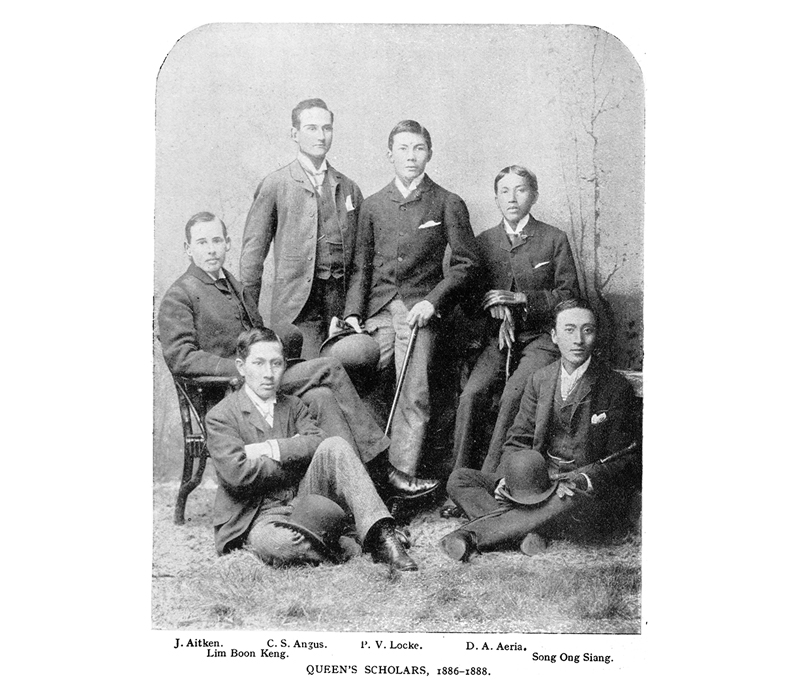 J. Aitken. C. S. Angus. P. V. Locke. D. A. Aeria.
Lim Boon Keng. Song Ong Siang.
QUEEN'S SCHOLARS, 1886-1888.